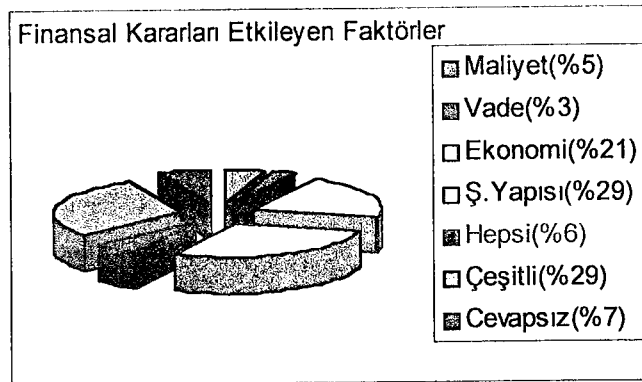 Finansal Kararları Etkileyen Faktörler
Maliyet(%5)
Vade(%3)
Ekonomi(%21)
Ş.Yapısı(%29)
Hepsi(%6)
Çeşitli(%29)
Cevapsız(%7)